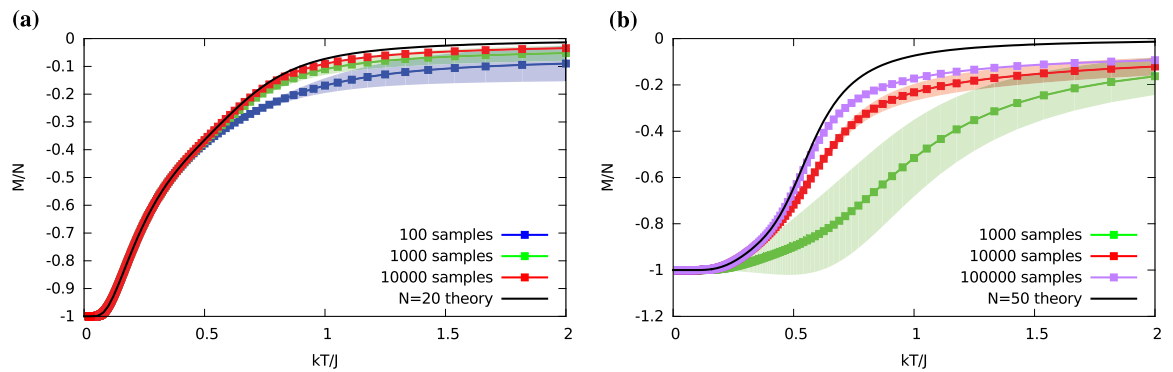 (a)
0
-0.1
-0.2
-0.3
-0.4
-0.5
-0.6
-0.7
-0.8
-0.9
-1
M/N
100 samples
1000 samples
10000 samples
N=20 theory
0 0.5 1 1.5 2
kT/J
(b)
0
-0.2
-0.4
-0.6
-0.8
-1
-1.2
M/N
1000 samples
10000 samples
100000 samples
N=50 theory
0 0.5 1 1.5 2
kT/J